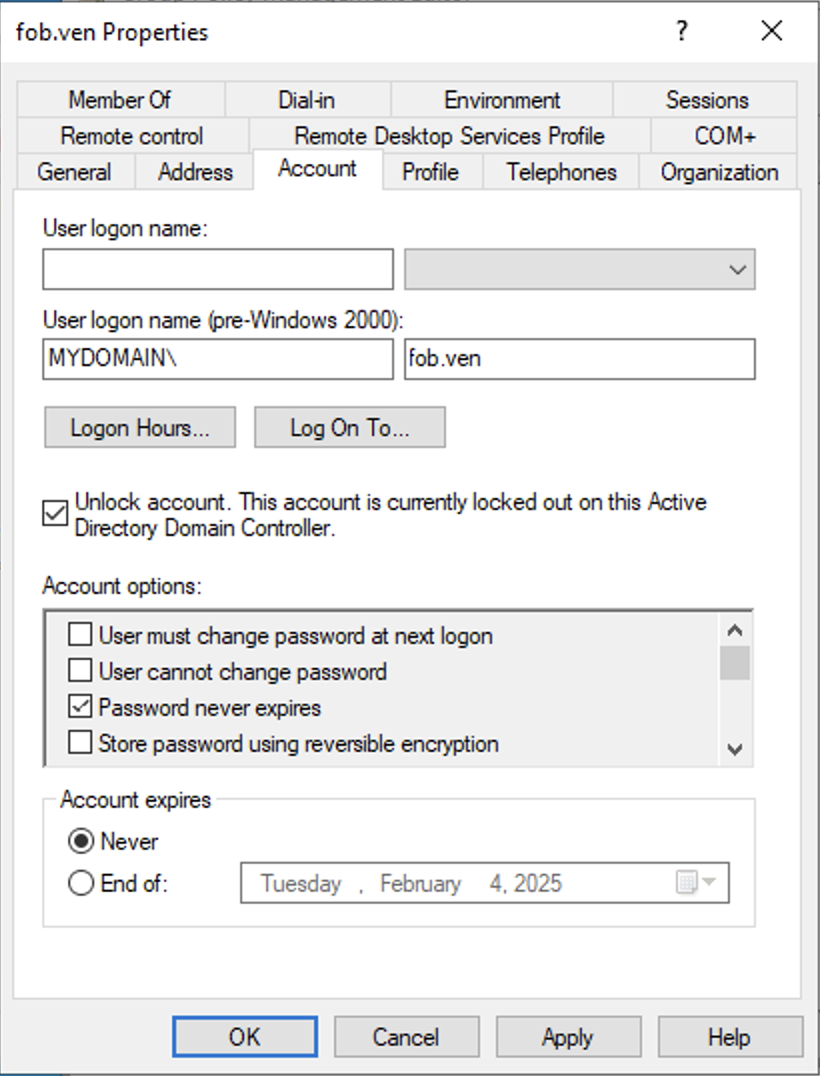 fob.ven Properties
?
Member Of Dial-in Environment Sessions
Remote control Remote Desktop Services Profile COM+
General Address Account Profile Telephones Organization
User logon name:
User logon name (pre-Windows 2000):
MYDOMAIN\ fob.ven
Logon Hours... Log On To...
Unlock account. This account is currently locked out on this Active
Directory Domain Controller.
Account options:
User must change password at next logon
User cannot change password
Password never expires
Store password using reversible encryption
Account expires
Never
End of: Tuesday , February 4, 2025
OK Cancel Apply Help